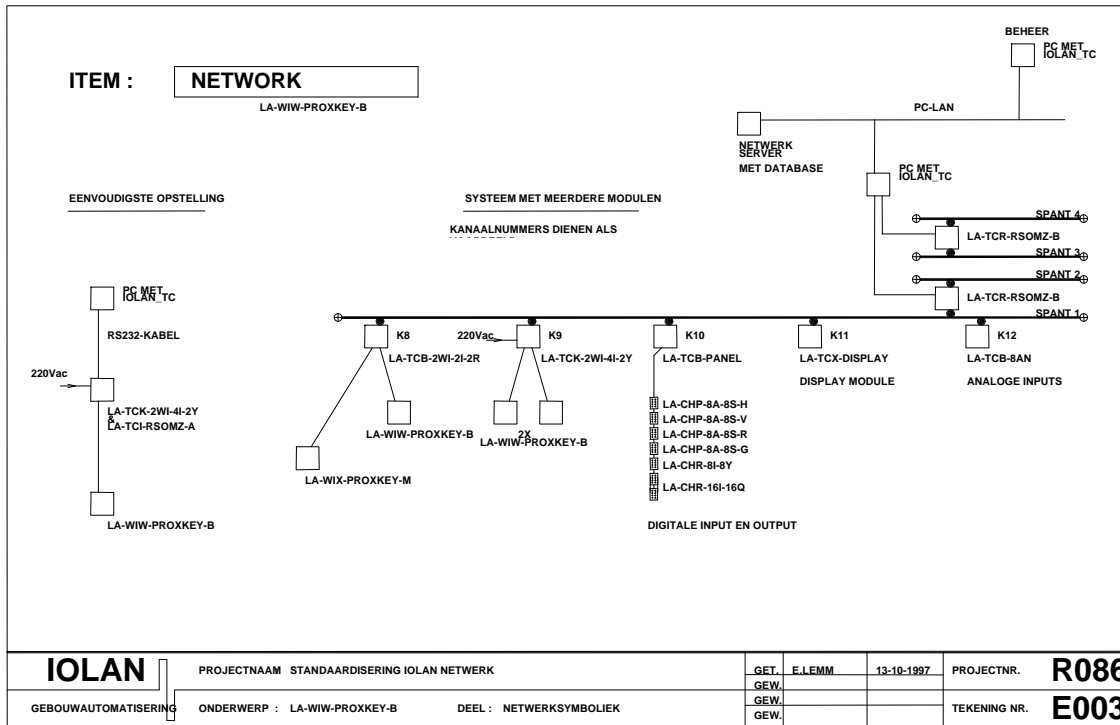 BEHEER
PC MET
IOLAN_TC
ITEM : NETWORK
LA-WIW-PROXKEY-B
PC-LAN
NETWERK
SERVER
MET DATABASE
PC MET
IOLAN_TC
EENVOUDIGSTE OPSTELLING
SYSTEEM MET MEERDERE MODULEN
KANAALNUMMERS DIENEN ALS
SPANT 4
LA-TCR-RSOMZ-B
SPANT 3
SPANT 2
LA-TCR-RSOMZ-B
SPANT 1
PC MET
IOLAN_TC
RS232-KABEL
220Vac
LA-TCK-2WI-4I-2Y
&
LA-TCI-RSOMZ-A
LA-WIW-PROXKEY-B
K8
LA-TCB-2WI-2I-2R
LA-WIW-PROXKEY-B
LA-WIX-PROXKEY-M
220Vac
K9
LA-TCK-2WI-4I-2Y
2X
LA-WIW-PROXKEY-B
K10
LA-TCB-PANEL
LA-CHP-8A-8S-H
LA-CHP-8A-8S-V
LA-CHP-8A-8S-R
LA-CHP-8A-8S-G
LA-CHR-8I-8Y
LA-CHR-16I-16Q
DIGITALE INPUT EN OUTPUT
K11
LA-TCX-DISPLAY
DISPLAY MODULE
K12
LA-TCB-8AN
ANALOGE INPUTS
IOLAN
GEBOUWAUTOMATISERING
PROJECTNAAM STANDAARDISERING IOLAN NETWERK
ONDERWERP : LA-WIW-PROXKEY-B DEEL : NETWERKSYMBOLIEK
GET. E.LEMM 13-10-1997
GEW.
GEW.
GEW.
PROJECTNR. R086
TEKENING NR. E003